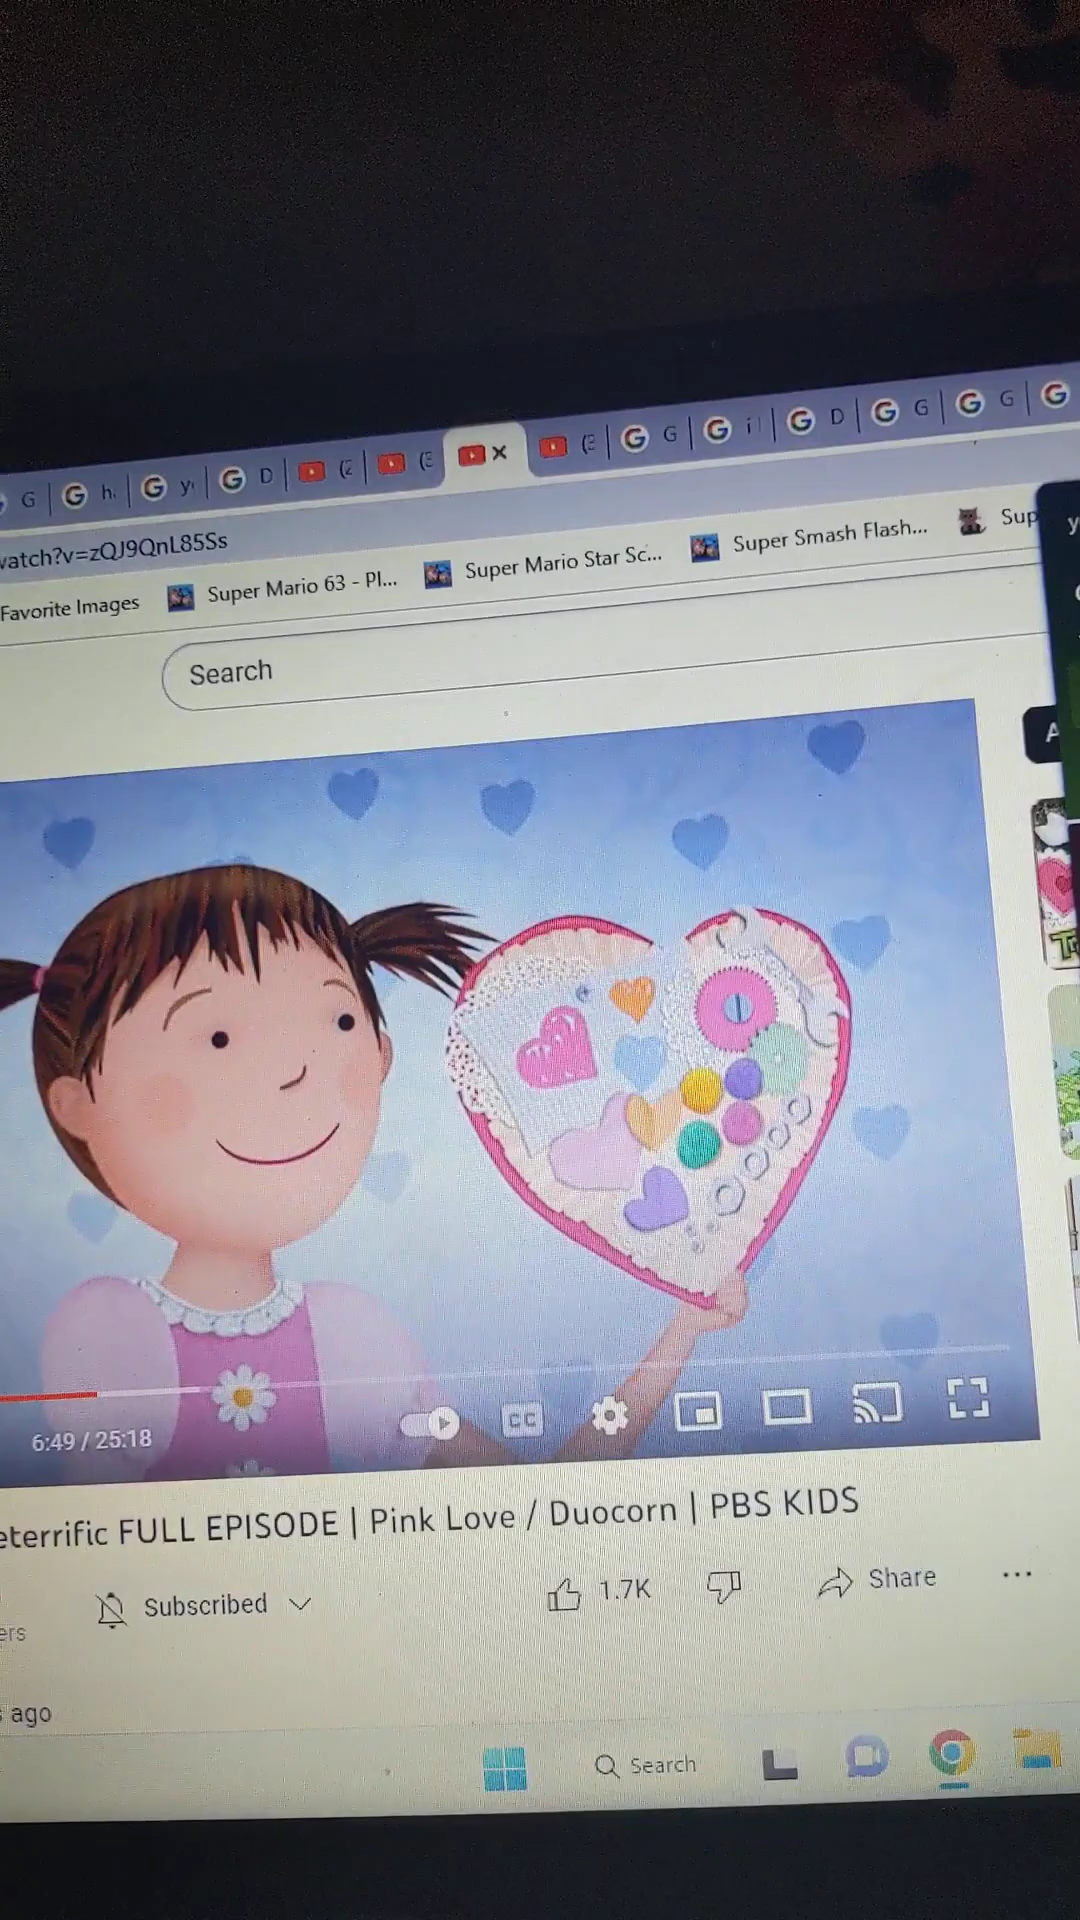 G h G D
watch?v=zQJ9QnL85Ss
Favorite Images Super Mario 63 - Pl... Super Mario Star Sc... Super Smash Flash... Sup
Search
6:49 / 25:18 CC
eterrific FULL EPISODE | Pink Love / Duocorn | PBS KIDS
Subscribed 1.7K Share ...
ers
ago
Search